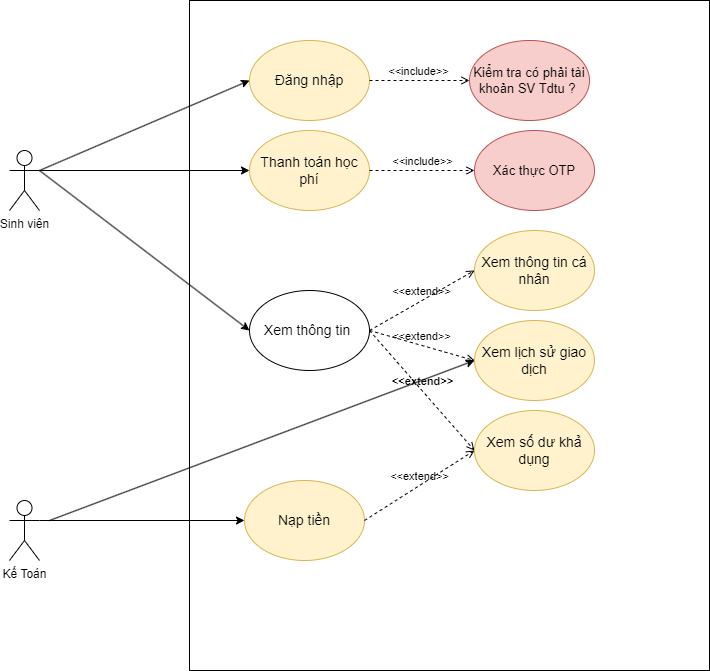 Đăng nhập
<<include>>
Kiểm tra có phải tài
khoản SV Tdtu ?
Thanh toán học
phí
<<include>>
Xác thực OTP
Sinh viên
Xem thông tin
<<extend>>
Xem thông tin cá
nhân
<<extend>>
Xem lịch sử giao
dịch
<<extend>>
Xem số dư khả
dụng
<<extend>>
Nạp tiền
Kế Toán